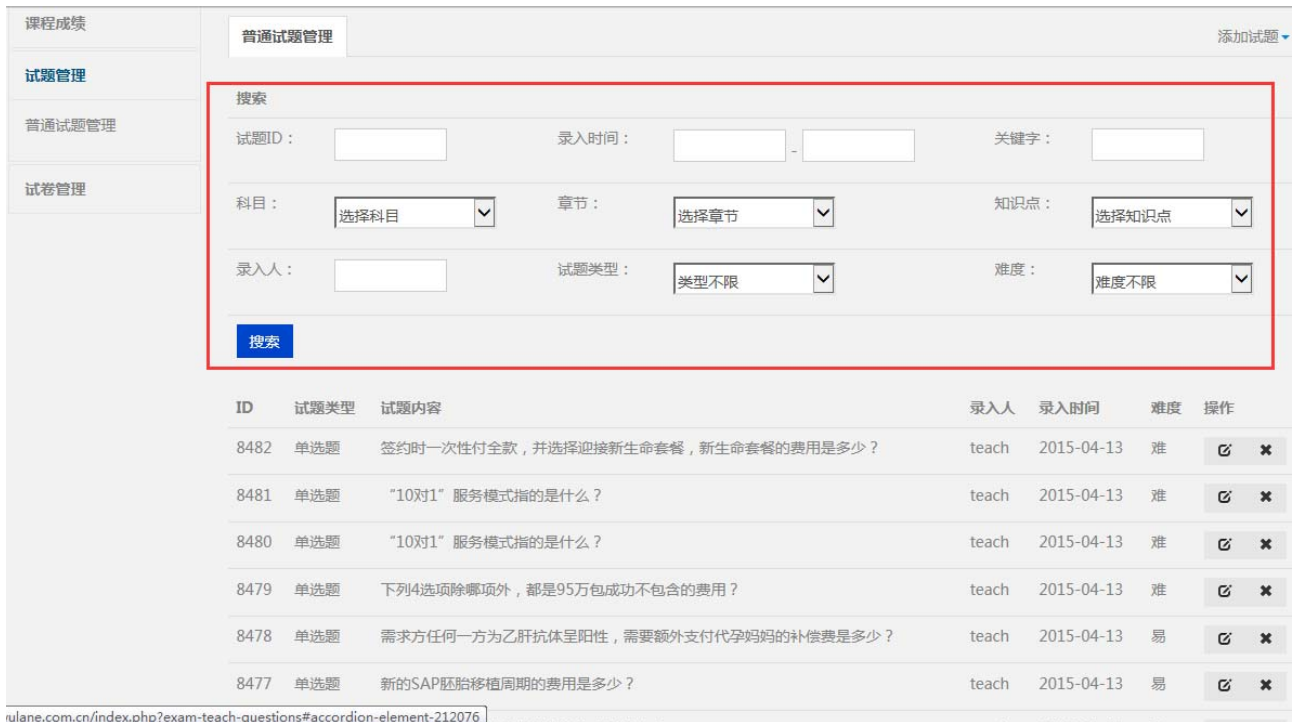 课程成绩
试题管理
普通试题管理
试卷管理
普通试题管理 添加试题
搜索
试题ID： 录入时间： - 关键字：
科目： 选择科目 章节： 选择章节 知识点： 选择知识点
录入人： 试题类型： 类型不限 难度： 难度不限
搜索
ID 试题类型 试题内容 录入人 录入时间 难度 操作
8482 单选题 签约时一次性付全款，并选择迎接新生命套餐，新生命套餐的费用是多少？ teach 2015-04-13 难
8481 单选题 “10对1”服务模式指的是什么？ teach 2015-04-13 难
8480 单选题 “10对1”服务模式指的是什么？ teach 2015-04-13 难
8479 单选题 下列4选项除哪项外，都是95万包成功不包含的费用？ teach 2015-04-13 难
8478 单选题 需求方任何一方为乙肝抗体呈阳性，需要额外支付代孕妈妈的补偿费是多少？ teach 2015-04-13 易
8477 单选题 新的SAP胚胎移植周期的费用是多少？ teach 2015-04-13 易
ulane.com.cn/index.php?exam-teach-questions#accordion-element-212076